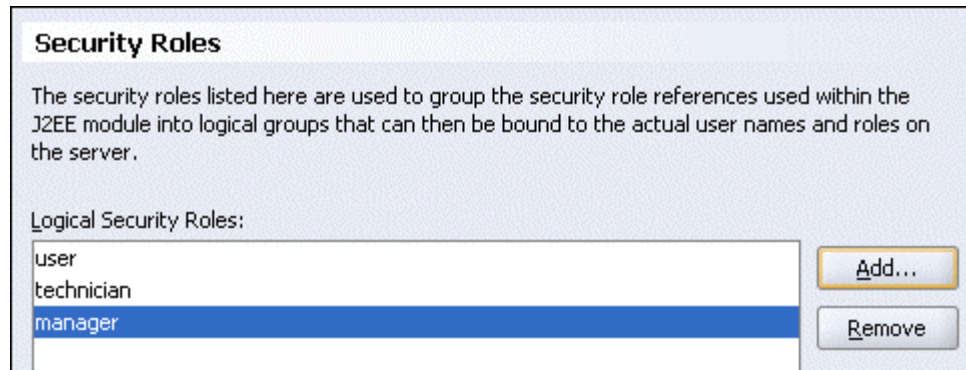 Security Roles
The security roles listed here are used to group the security role references used within the
J2EE module into logical groups that can then be bound to the actual user names and roles on
the server.
Logical Security Roles:
user
technician
manager
Add...
Remove